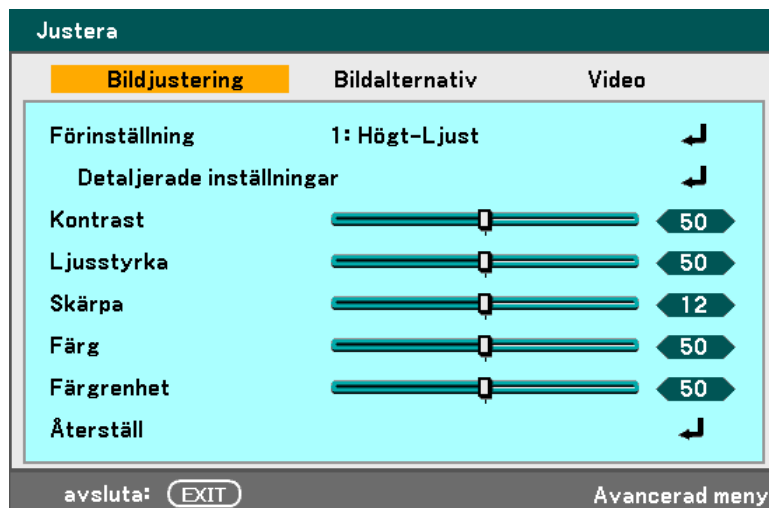 Justera
Bildjustering Bildalternativ Video
Förinställning 1: Högt-Ljust
Detaljerade inställningar
Kontrast 50
Ljusstyrka 50
Skärpa 12
Färg 50
Färgrenhet 50
Återställ
avsluta: EXIT Avancerad meny